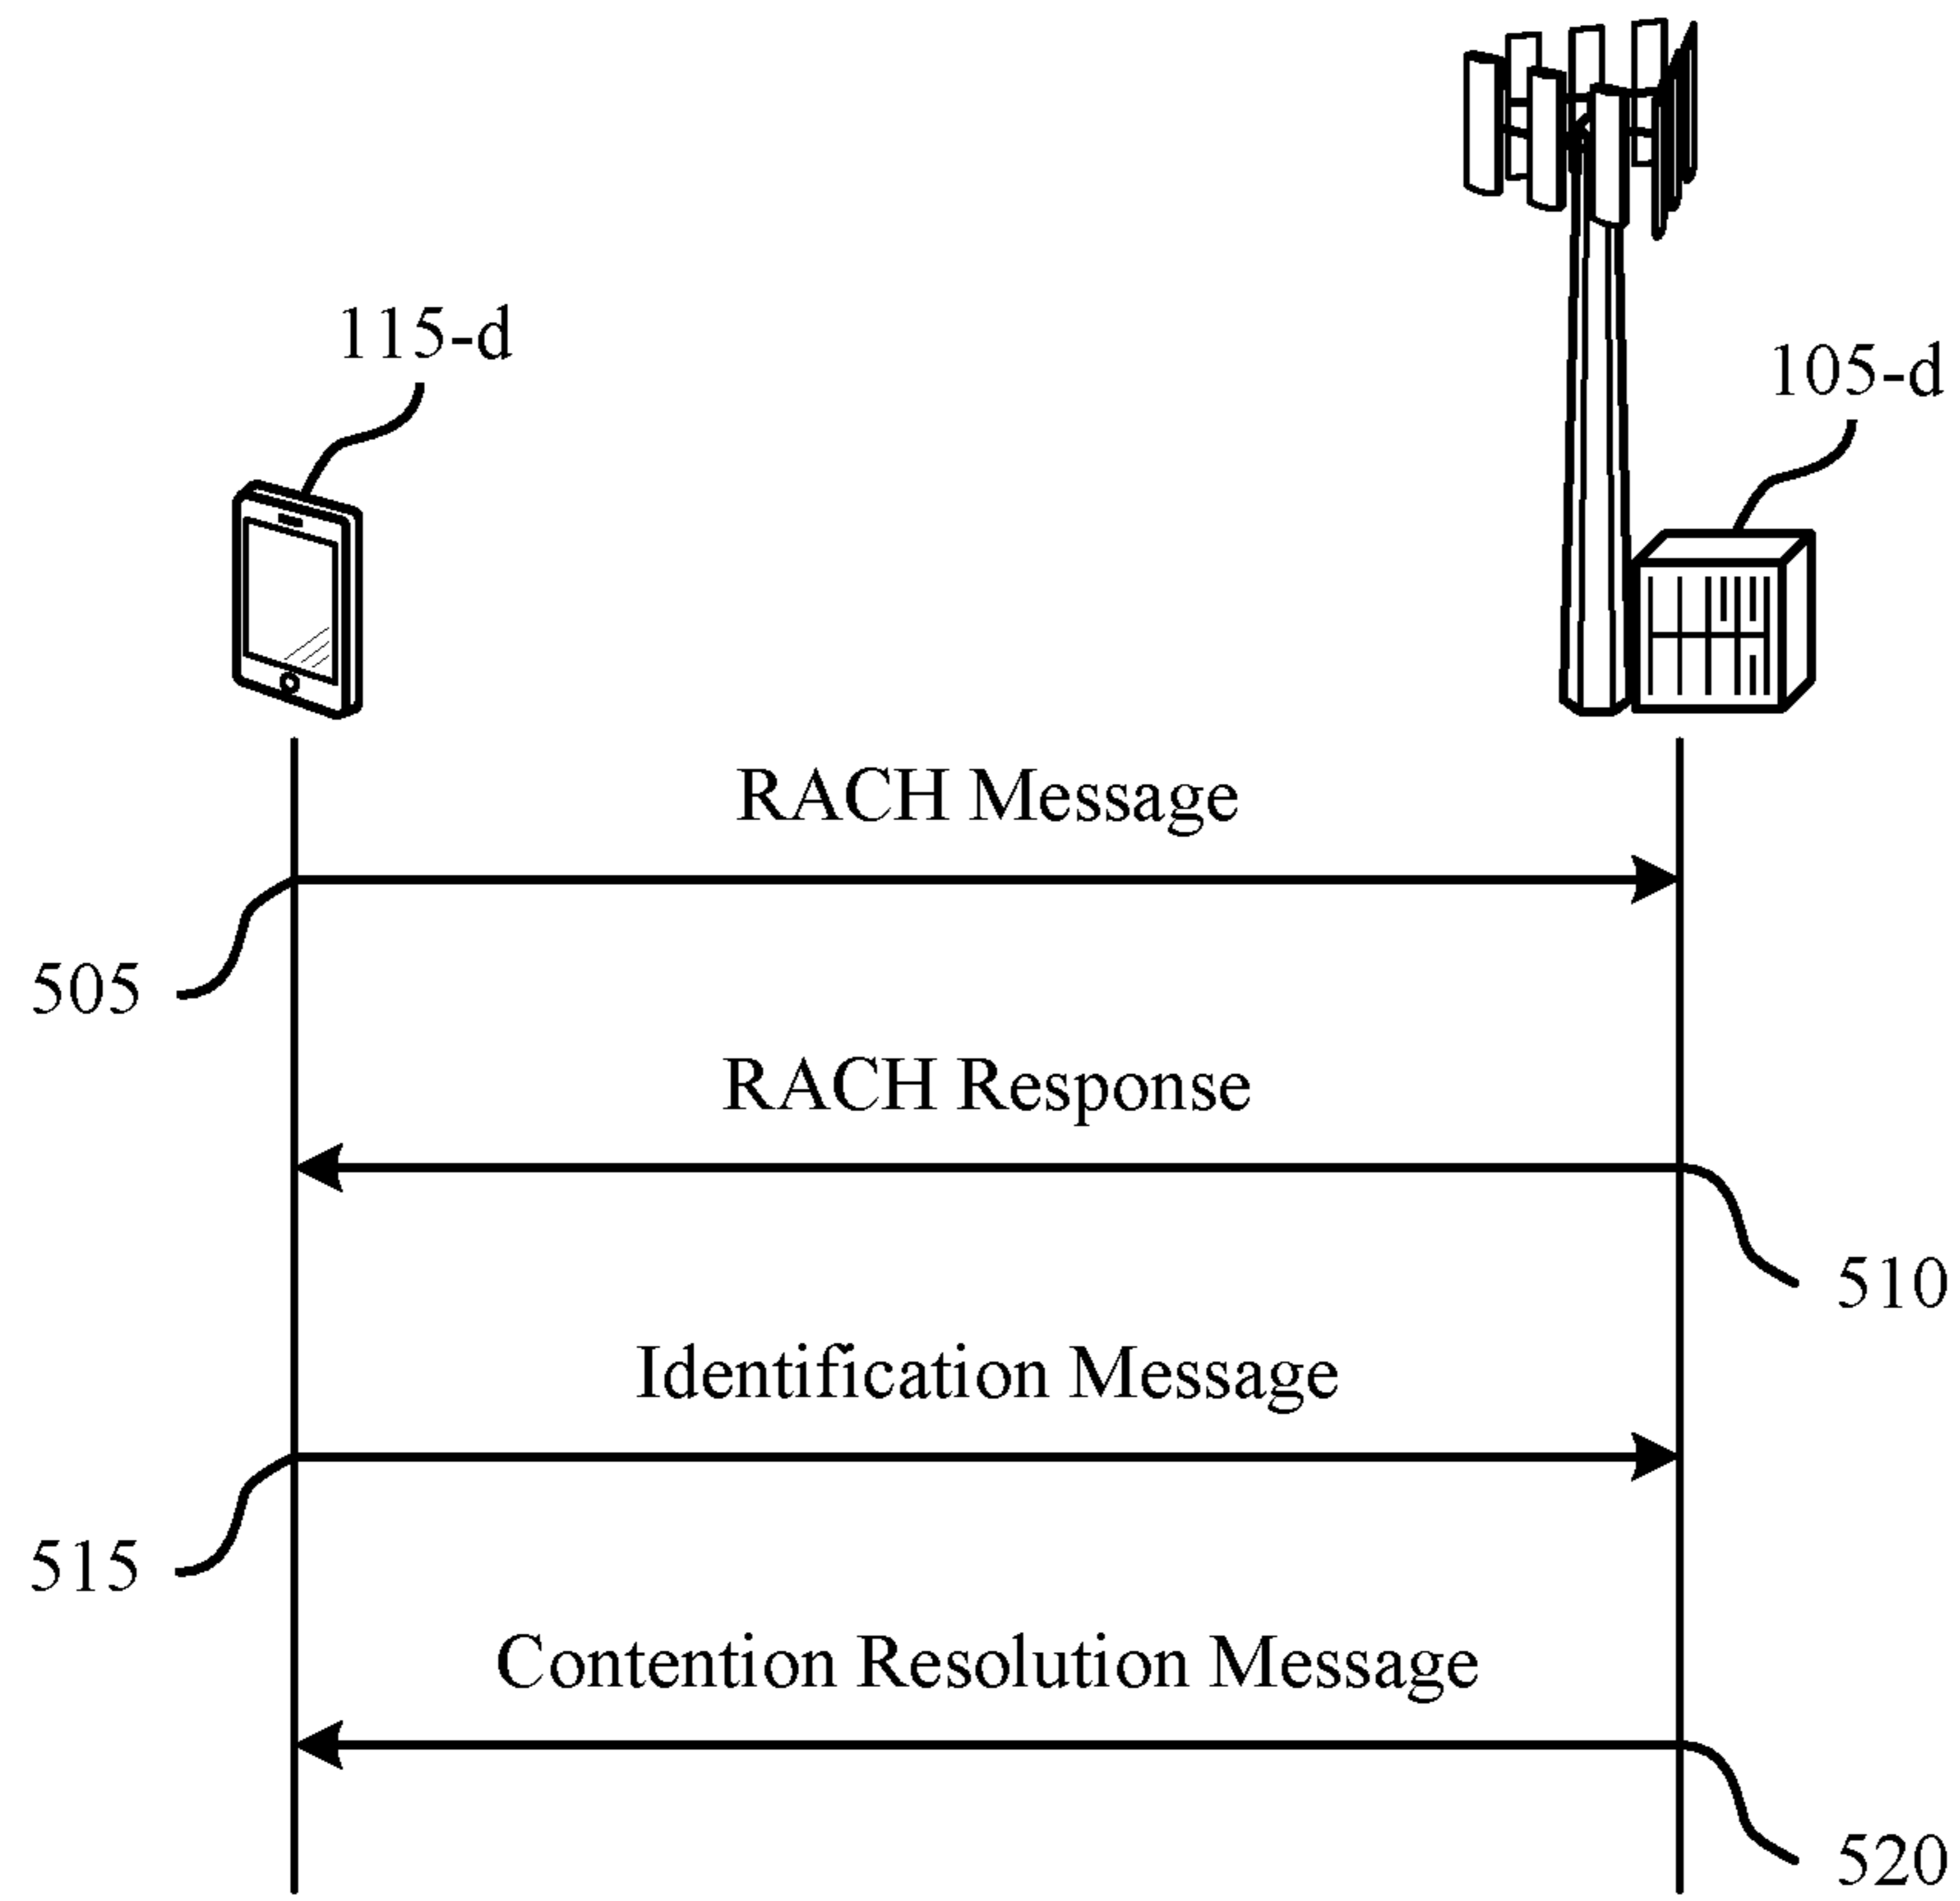 115-d
105-d
RACH Message
505
RACH Response
510
Identification Message
515
Contention Resolution Message
520